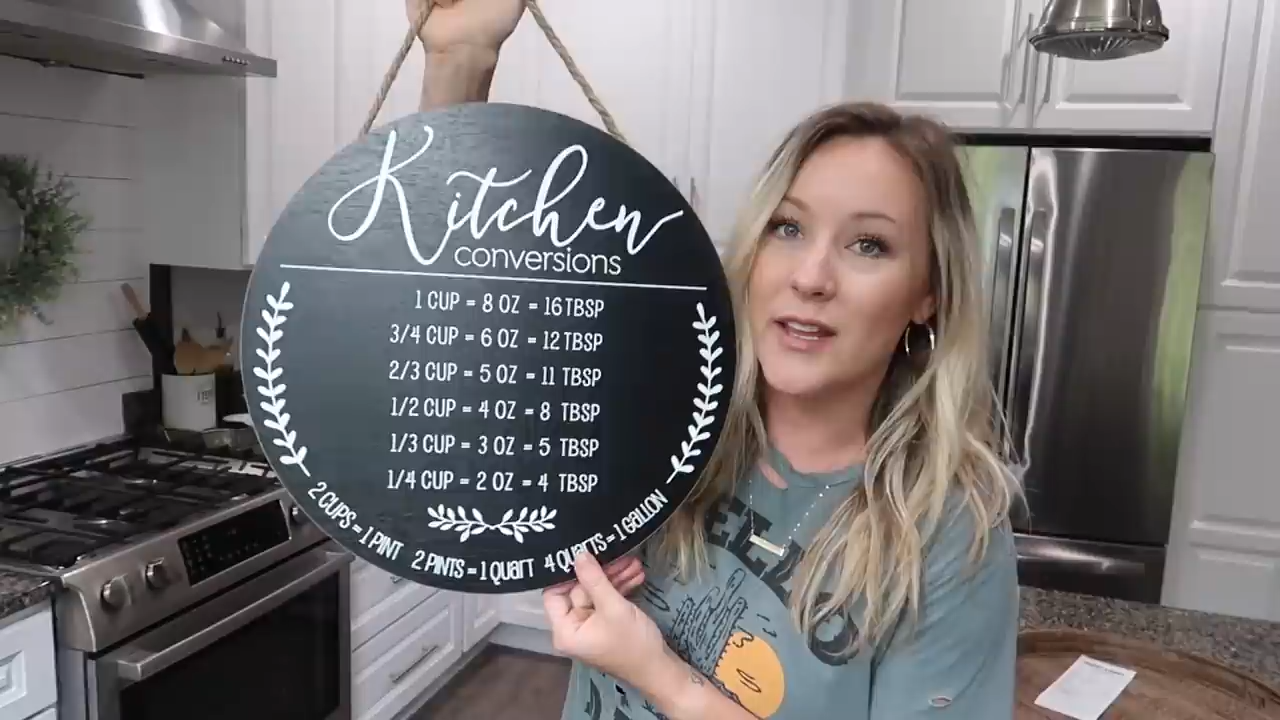 Kitchen
conversions
1 CUP = 8 OZ = 16 TBSP
3/4 CUP = 6 OZ = 12 TBSP
2/3 CUP = 5 OZ = 11 TBSP
1/2 CUP = 4 OZ = 8 TBSP
1/3 CUP = 3 OZ = 5 TBSP
1/4 CUP = 2 OZ = 4 TBSP
2 CUPS = 1 PINT 2 PINTS = 1 QUART 4 QUARTS = 1 GALLON